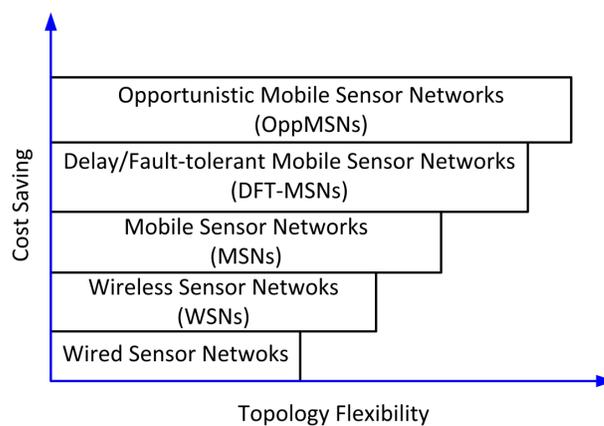 Opportunistic Mobile Sensor Networks
(OppMSNs)
Delay/Fault-tolerant Mobile Sensor Networks
(DFT-MSNs)
Mobile Sensor Networks
(MSNs)
Wireless Sensor Netwoks
(WSNs)
Wired Sensor Netwoks
Cost Saving
Topology Flexibility